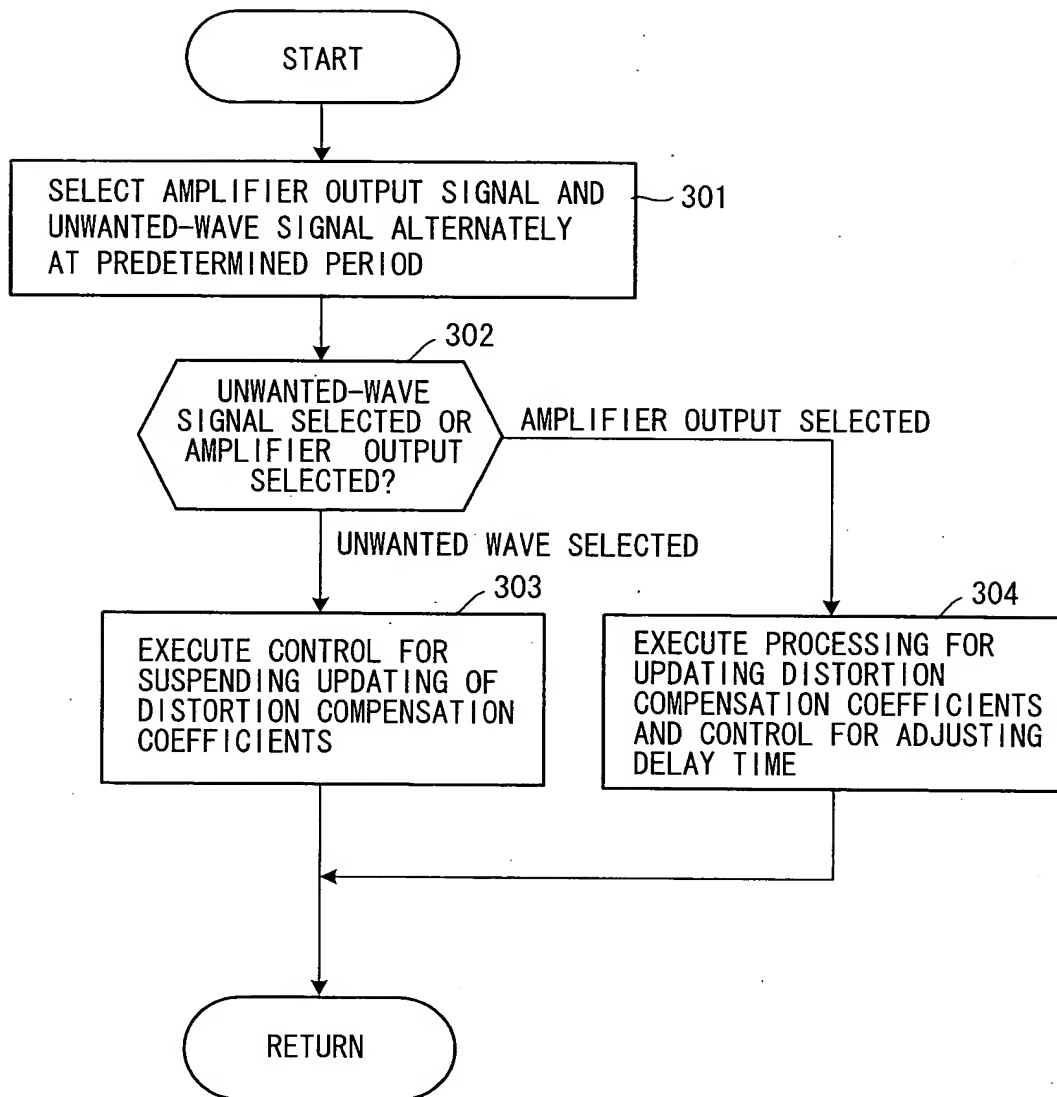 START
SELECT AMPLIFIER OUTPUT SIGNAL AND
UNWANTED-WAVE SIGNAL ALTERNATELY
AT PREDETERMINED PERIOD
301
302
UNWANTED-WAVE
SIGNAL SELECTED OR
AMPLIFIER OUTPUT
SELECTED?
AMPLIFIER OUTPUT SELECTED
UNWANTED WAVE SELECTED
303
EXECUTE CONTROL FOR
SUSPENDING UPDATING OF
DISTORTION COMPENSATION
COEFFICIENTS
304
EXECUTE PROCESSING FOR
UPDATING DISTORTION
COMPENSATION COEFFICIENTS
AND CONTROL FOR ADJUSTING
DELAY TIME
RETURN